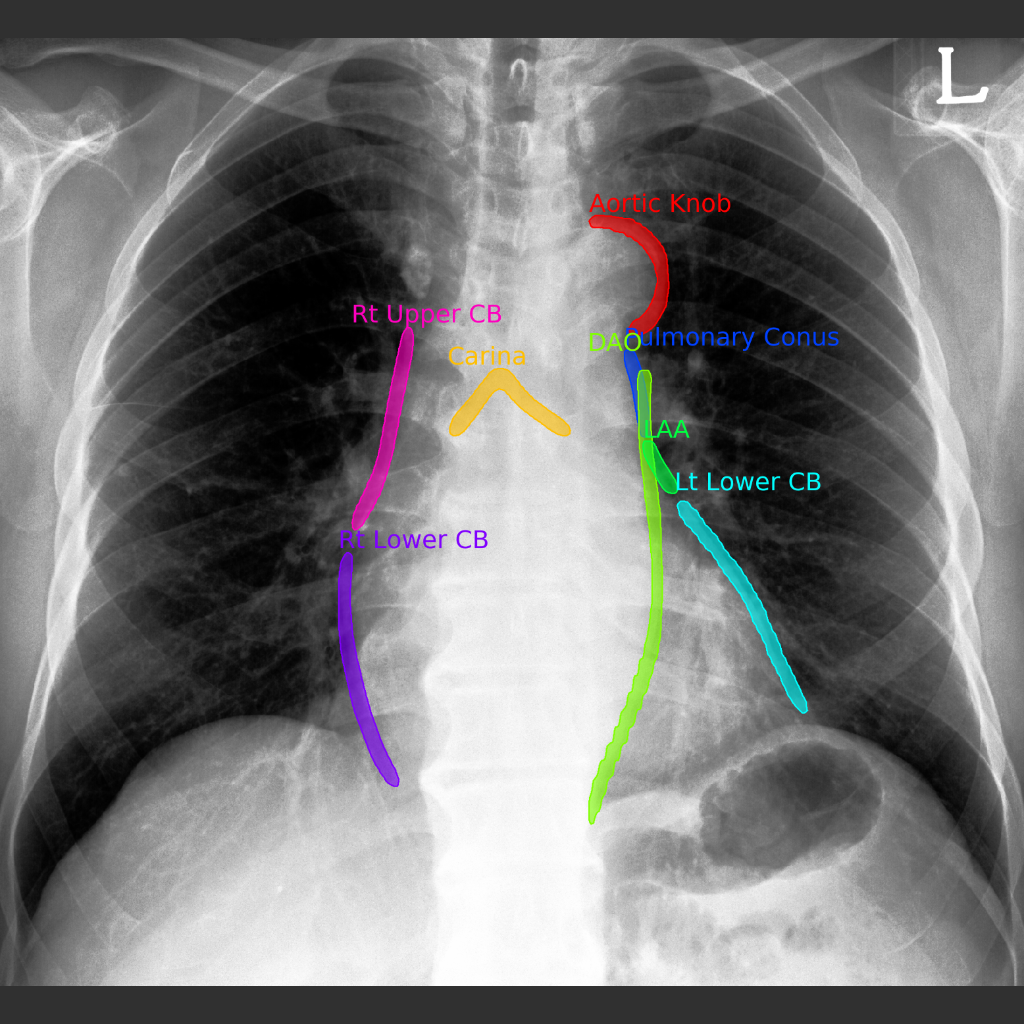 L
Aortic Knob
Rt Upper CB
DAO
Pulmonary Conus
Carina
LAA
Lt Lower CB
Rt Lower CB